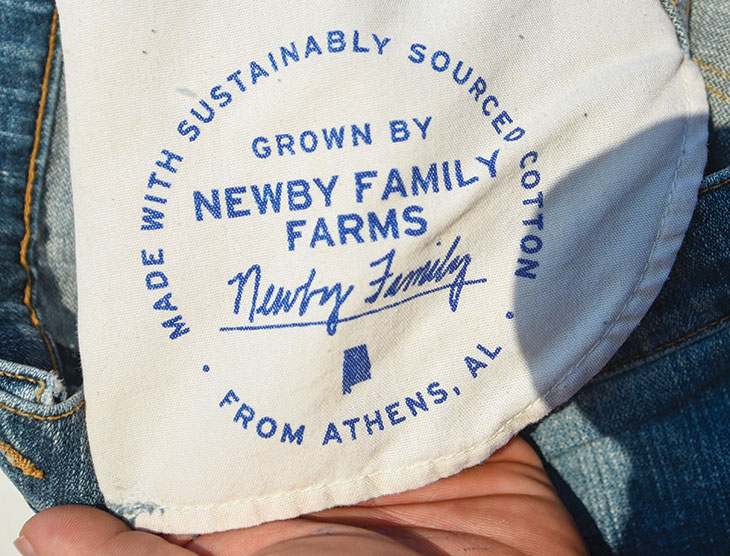 MADE WITH SUSTAINABLY SOURCED COTTON
GROWN BY
NEWBY FAMILY
FARMS
Newby Family
· FROM ATHENS, AL ·